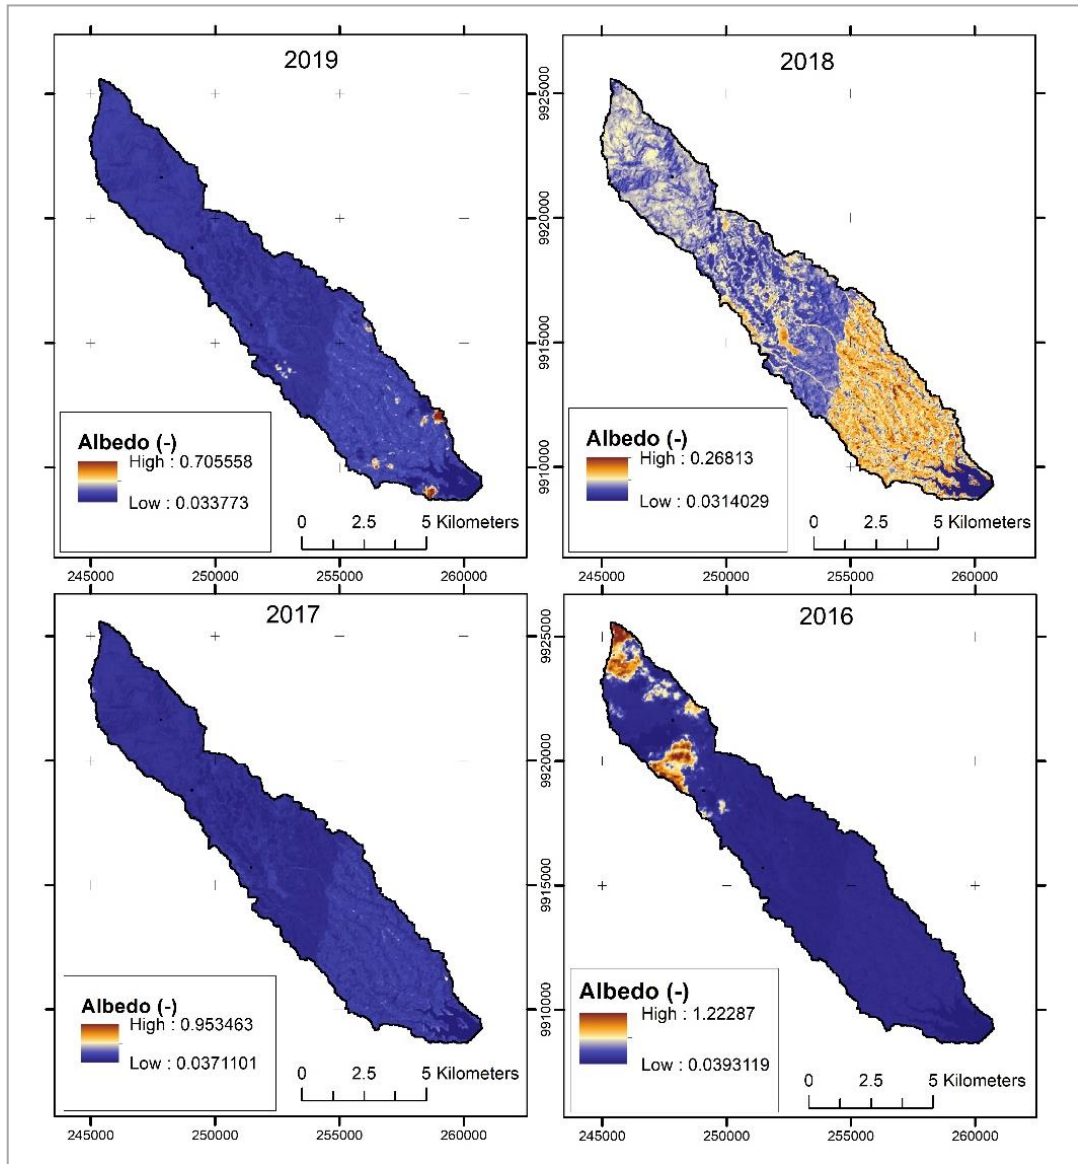 2019
2018
9925000
9920000
9915000
9910000
Albedo (-)
High : 0.705558
Low : 0.033773
0 2.5 5 Kilometers
Albedo (-)
High : 0.26813
Low : 0.0314029
0 2.5 5 Kilometers
245000 250000 255000 260000
245000 250000 255000 260000
2017
2016
9925000
9920000
9915000
9910000
Albedo (-)
High : 0.953463
Low : 0.0371101
0 2.5 5 Kilometers
Albedo (-)
High : 1.22287
Low : 0.0393119
0 2.5 5 Kilometers
245000 250000 255000 260000
245000 250000 255000 260000